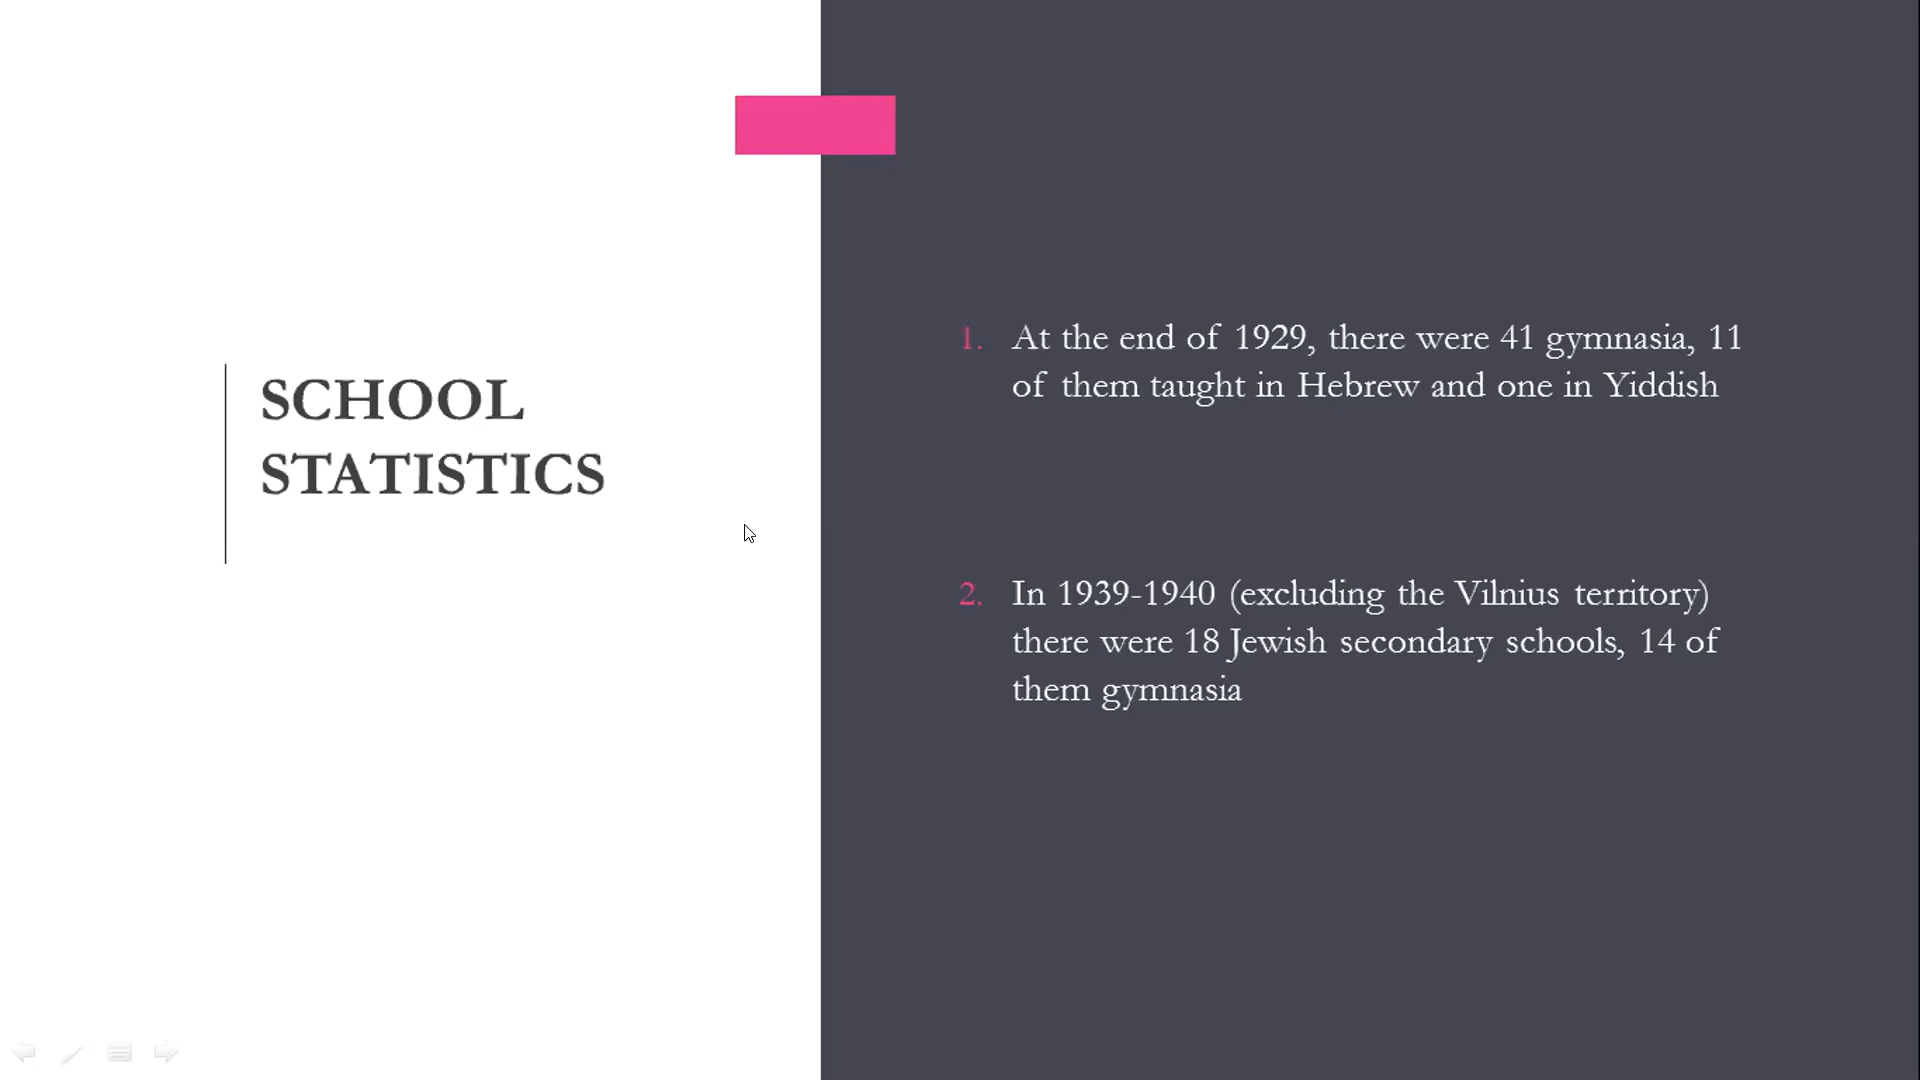 SCHOOL
STATISTICS
1. At the end of 1929, there were 41 gymnasia, 11
of them taught in Hebrew and one in Yiddish
2. In 1939-1940 (excluding the Vilnius territory)
there were 18 Jewish secondary schools, 14 of
them gymnasia